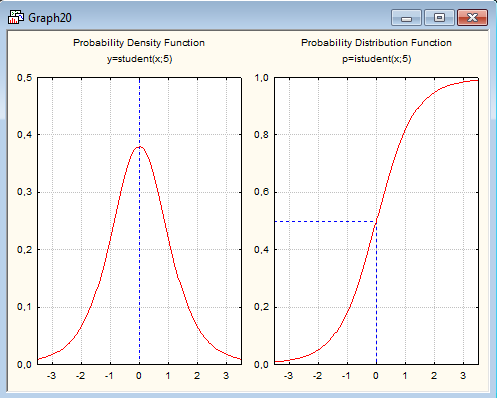 Graph20
Probability Density Function
y=student(x;5)
0,5
0,4
0,3
0,2
0,1
0,0
-3 -2 -1 0 1 2 3
Probability Distribution Function
p=istudent(x;5)
1,0
0,8
0,6
0,4
0,2
0,0
-3 -2 -1 0 1 2 3